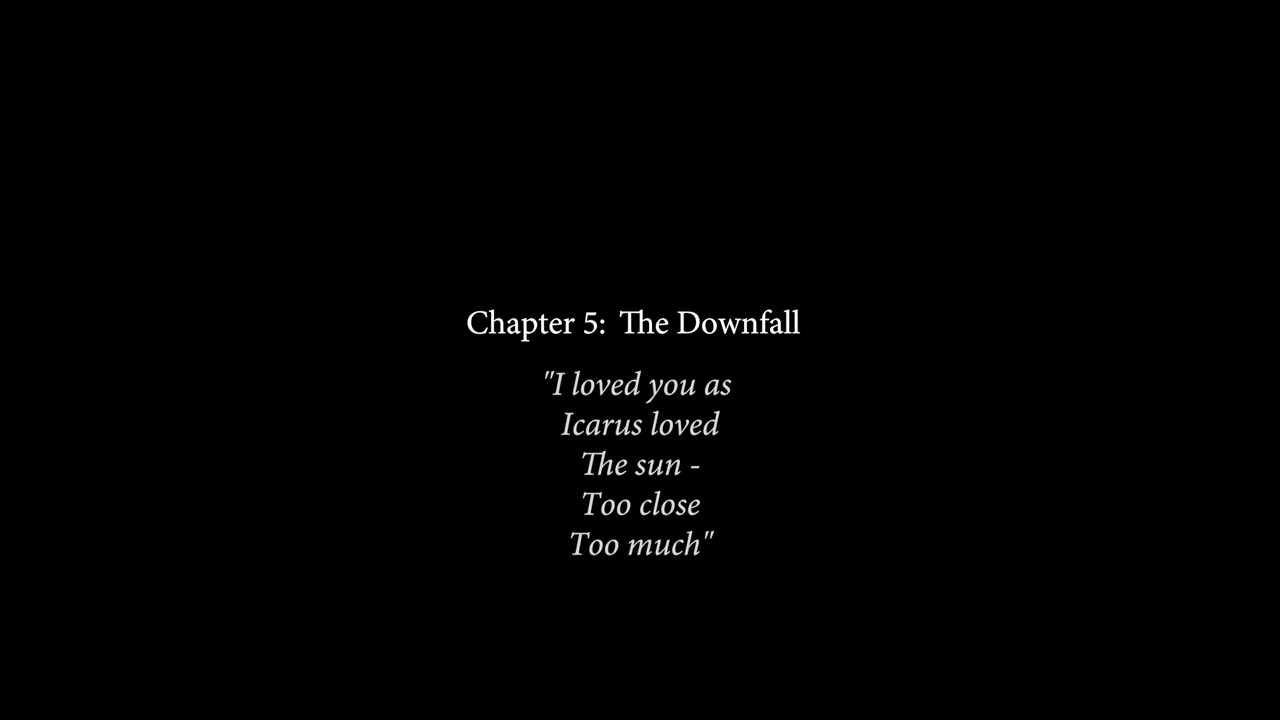 Chapter 5: The Downfall
"I loved you as
Icarus loved
The sun -
Too close
Too much"